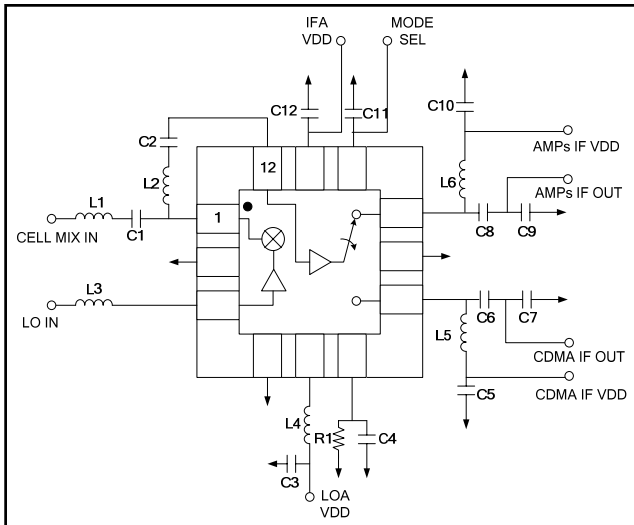 IFA VDD
MODE SEL
C12
C11
C10
C2
AMPs IF VDD
12
L2
L6
AMPs IF OUT
L1
1
C1
C8
C9
CELL MIX IN
L3
C6
C7
LO IN
L5
CDMA IF OUT
L4
C5
CDMA IF VDD
R1
C4
C3
LOA VDD